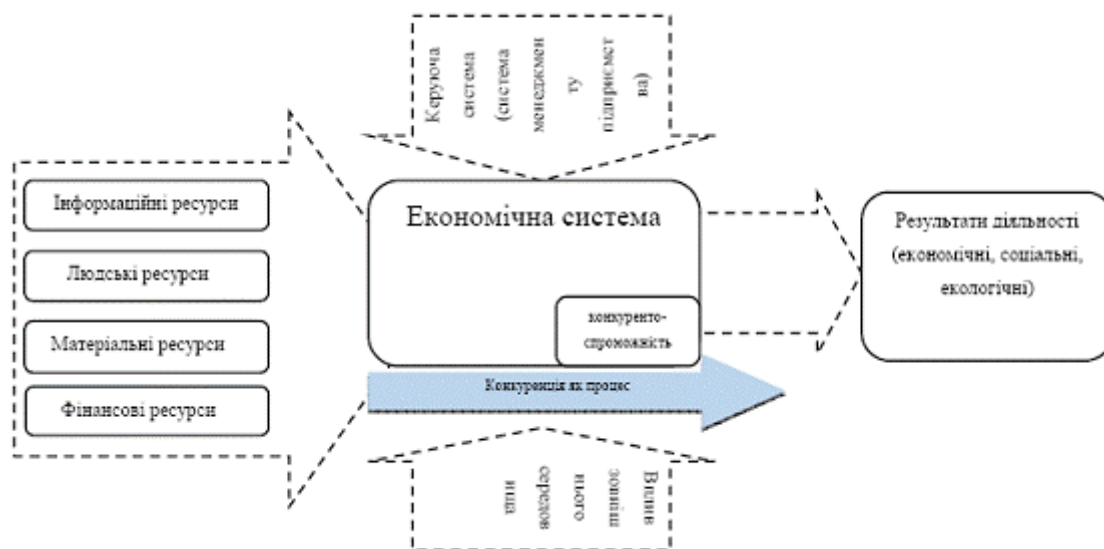 Керуюча
система
(система
менеджмен
ту
підприємст
ва)
Інформаційні ресурси
Людські ресурси
Матеріальні ресурси
Фінансові ресурси
Економічна система
конкуренто-
спроможність
Конкуренція як процес
Результати діяльності
(економічні, соціальні,
екологічні)
Вплив
зовніш
нього
середов
ища